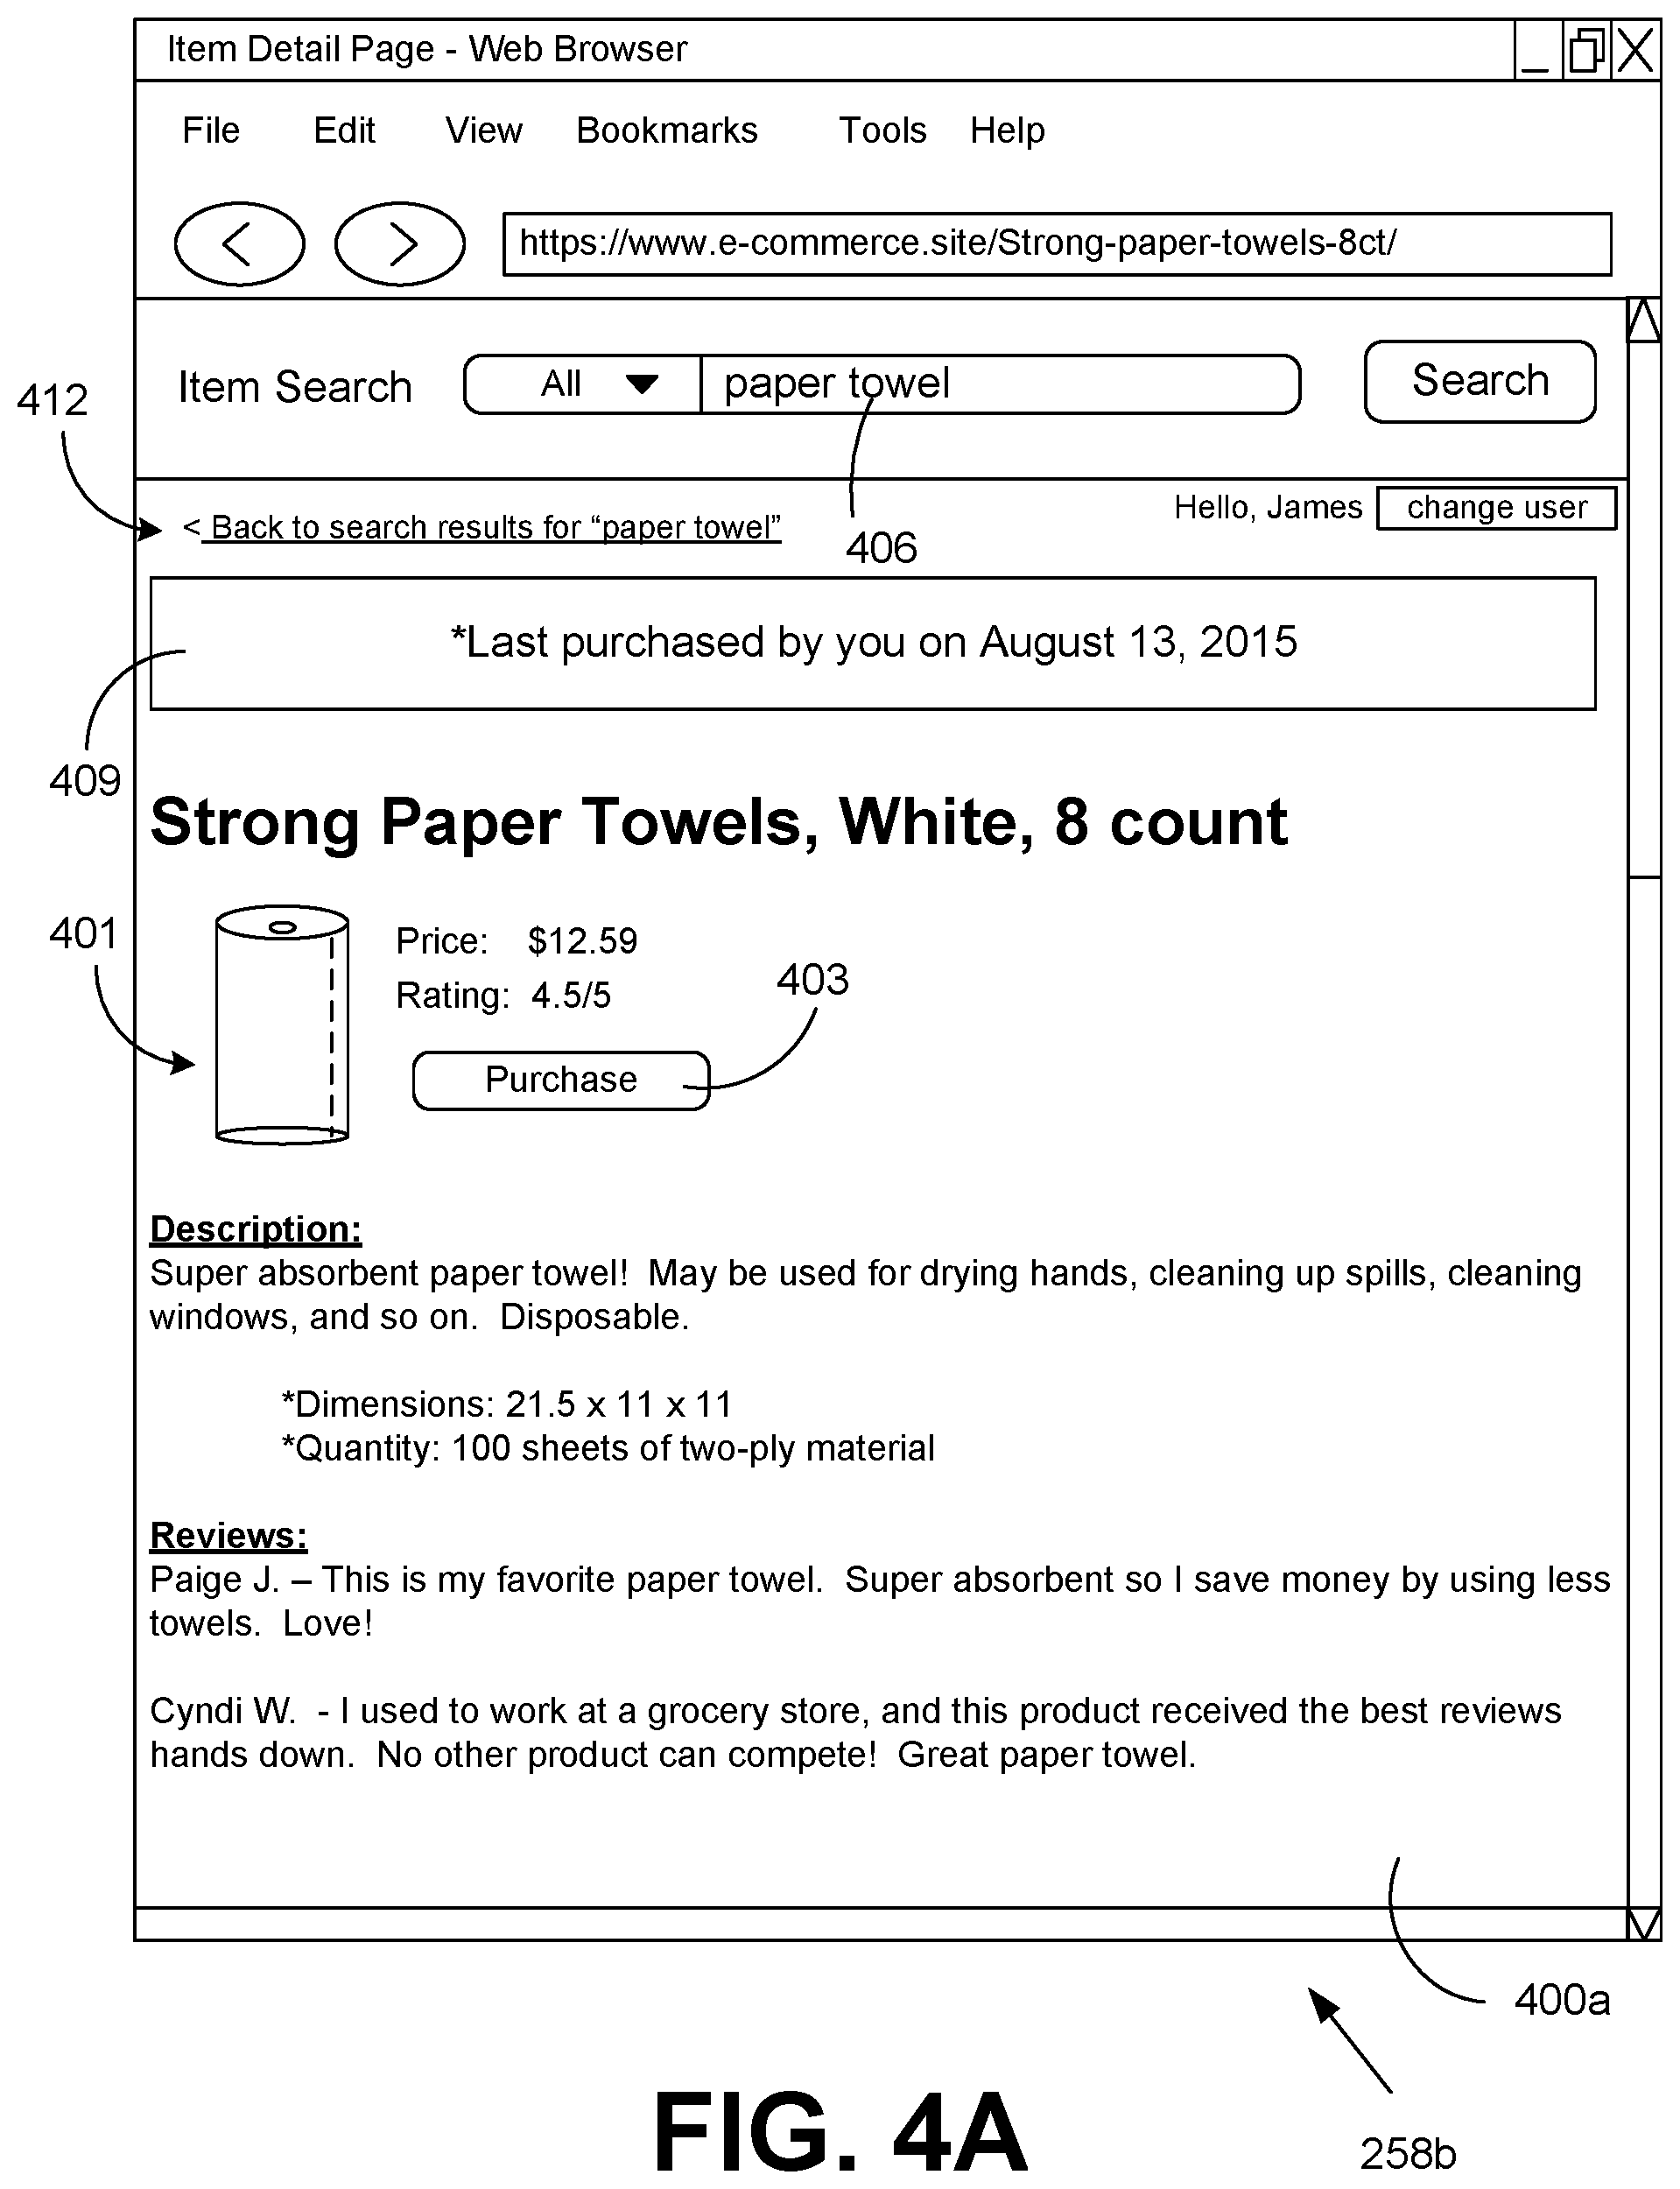 Item Detail Page - Web Browser
File Edit View Bookmarks Tools Help
< > https://www.e-commerce.site/Strong-paper-towels-8ct/
Item Search All paper towel Search
412
< Back to search results for “paper towel”
Hello, James change user
406
*Last purchased by you on August 13, 2015
409
Strong Paper Towels, White, 8 count
401
Price: $12.59
403
Rating: 4.5/5
Purchase
Description:
Super absorbent paper towel! May be used for drying hands, cleaning up spills, cleaning
windows, and so on. Disposable.
*Dimensions: 21.5 x 11 x 11
*Quantity: 100 sheets of two-ply material
Reviews:
Paige J. – This is my favorite paper towel. Super absorbent so I save money by using less
towels. Love!
Cyndi W. - I used to work at a grocery store, and this product received the best reviews
hands down. No other product can compete! Great paper towel.
400a
FIG. 4A
258b